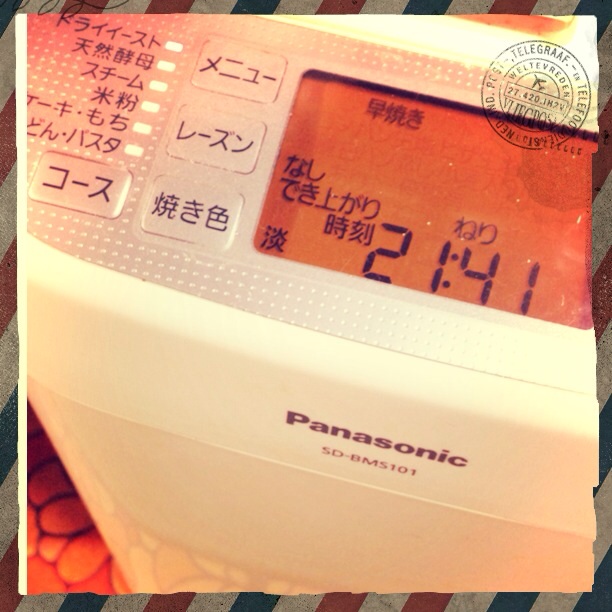 ドライイースト
天然酵母
スチーム
米粉
ケーキ・もち
どん・パスタ
コース
メニュー
レーズン
焼き色
早焼き
なし
でき上がり
時刻
ねり
淡
21:41
Panasonic
SD-BMS101
TELEGRAAF
WELTEVREDEN